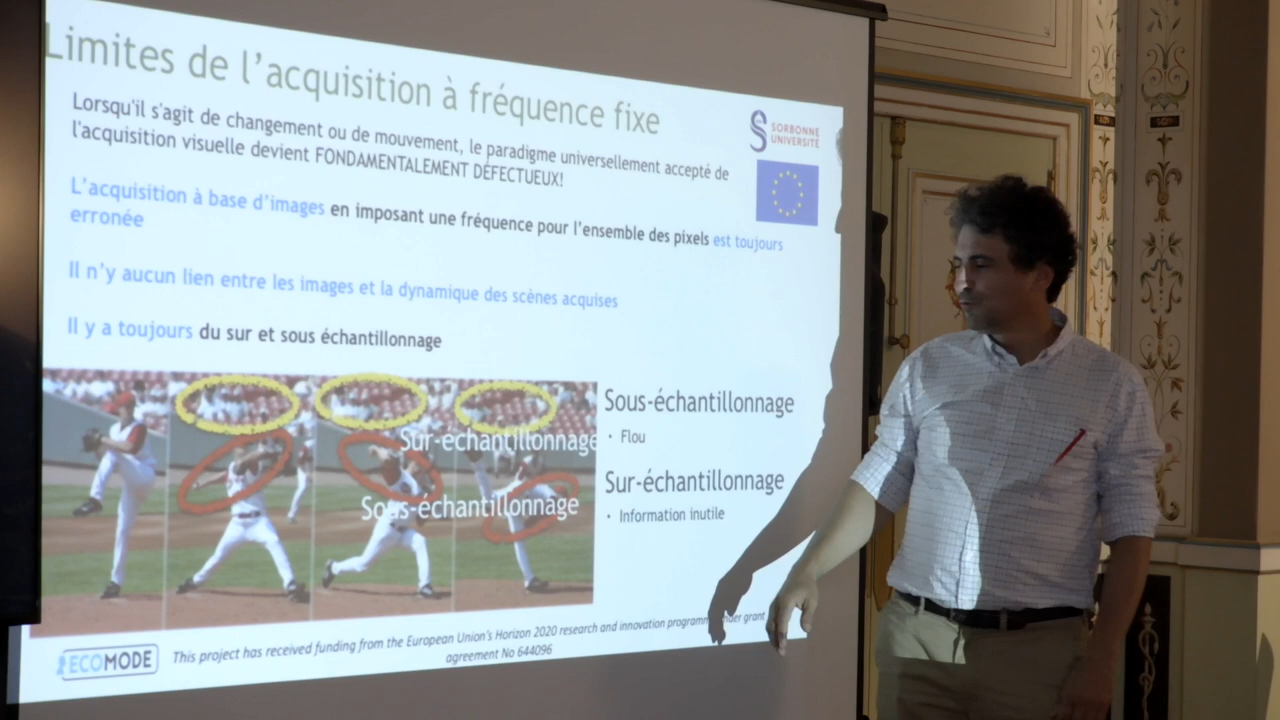 Limites de l'acquisition à fréquence fixe
Lorsqu'il s'agit de changement ou de mouvement, le paradigme universellement accepté de
l'acquisition visuelle devient FONDAMENTALEMENT DÉFECTUEUX!
SORBONNE
UNIVERSITÉ
L'acquisition à base d'images en imposant une fréquence pour l'ensemble des pixels est toujours
erronée
Il n'y aucun lien entre les images et la dynamique des scènes acquises
Il y a toujours du sur et sous échantillonnage
Sur-echantillonnage
Sous-échantillonnage
Sous-échantillonnage
• Flou
Sur-échantillonnage
• Information inutile
ECOMODE
This project has received funding from the European Union's Horizon 2020 research and innovation under grant
agreement No 644096